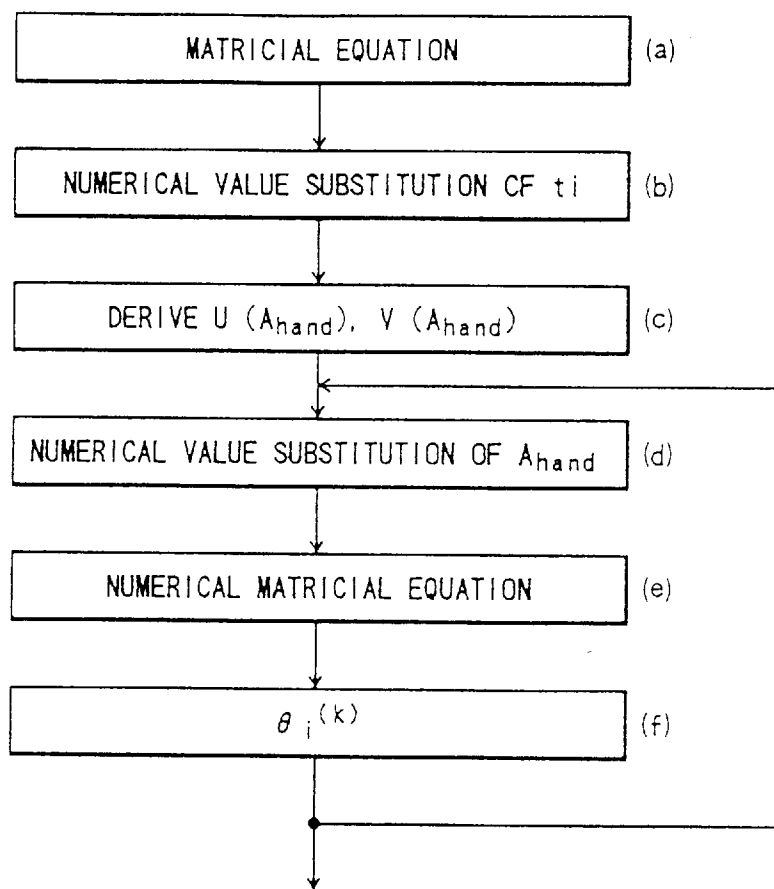 MATRICIAL EQUATION (a)
NUMERICAL VALUE SUBSTITUTION CF ti (b)
DERIVE U (Ahand), V (Ahand) (c)
NUMERICAL VALUE SUBSTITUTION OF Ahand (d)
NUMERICAL MATRICIAL EQUATION (e)
θi(k) (f)